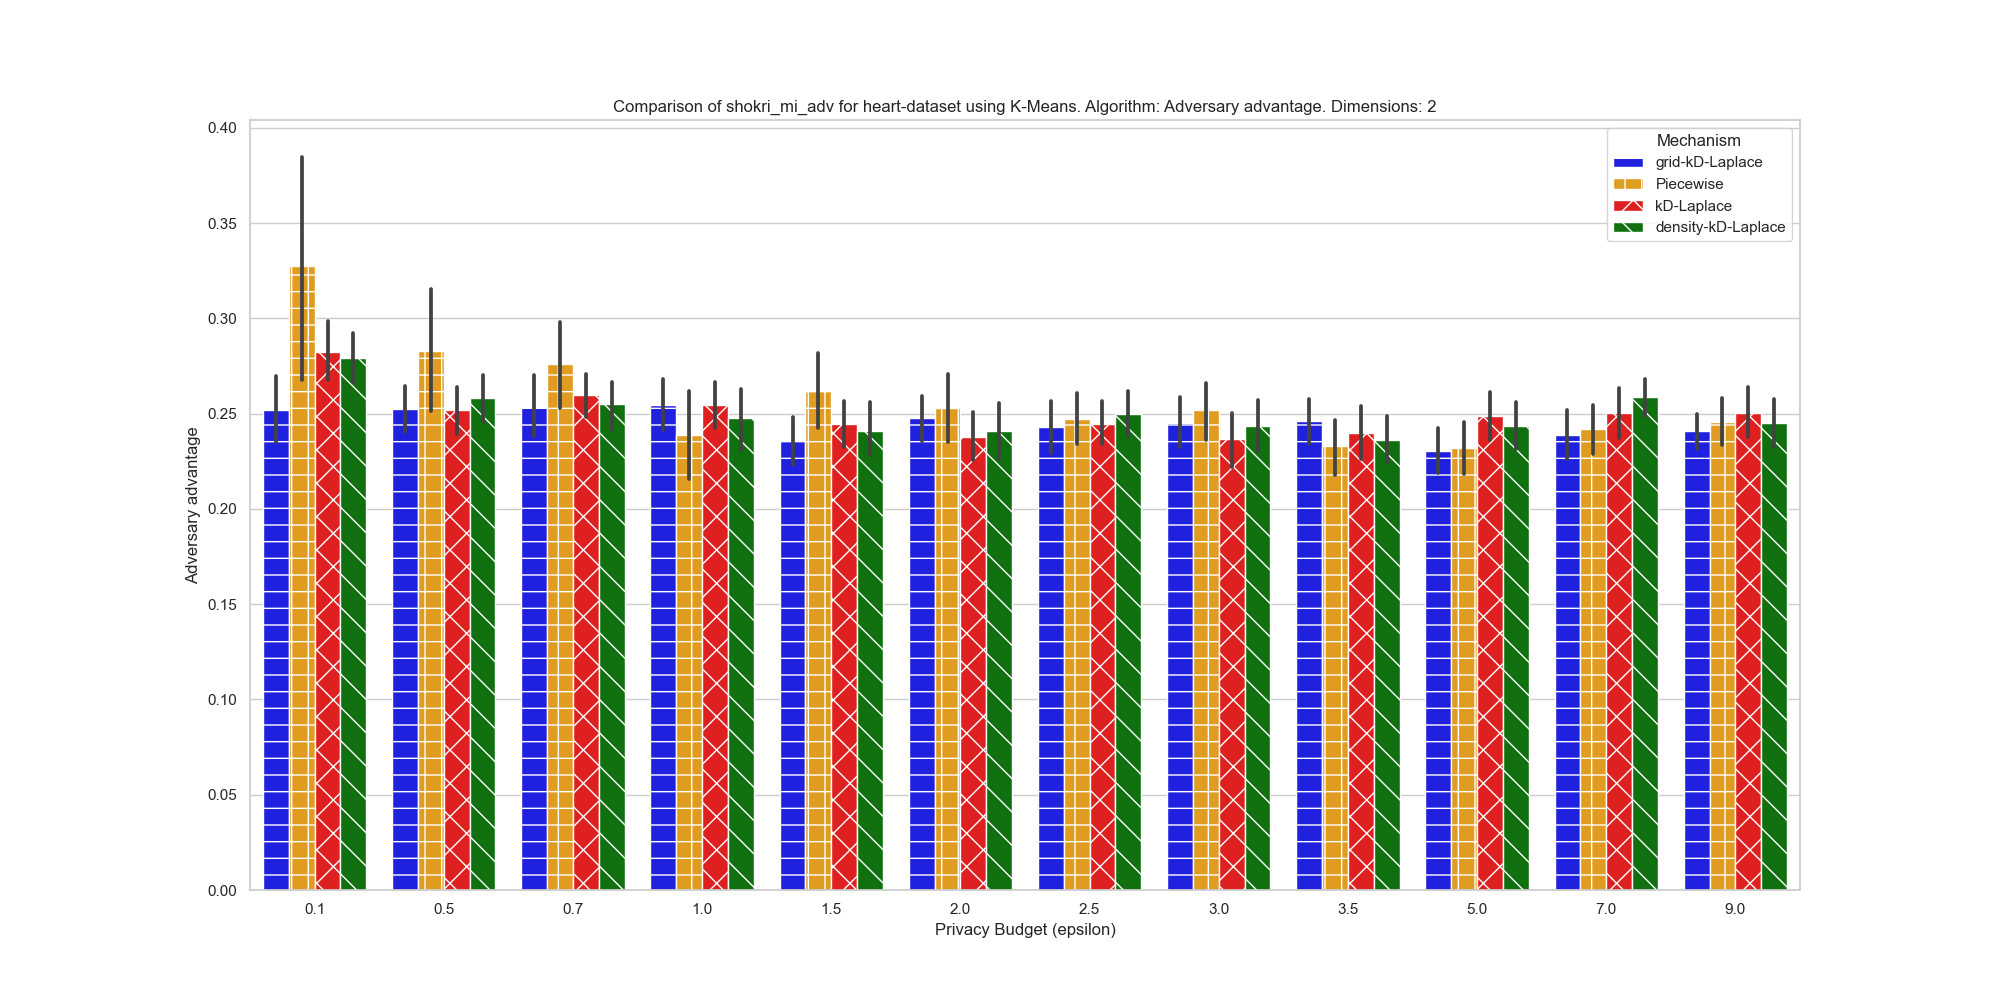 Comparison of shokri_mi_adv for heart-dataset using K-Means. Algorithm: Adversary advantage. Dimensions: 2
Mechanism
grid-kD-Laplace
Piecewise
kD-Laplace
density-kD-Laplace
Adversary advantage
0.40
0.35
0.30
0.25
0.20
0.15
0.10
0.05
0.00
0.1 0.5 0.7 1.0 1.5 2.0 2.5 3.0 3.5 5.0 7.0 9.0
Privacy Budget (epsilon)